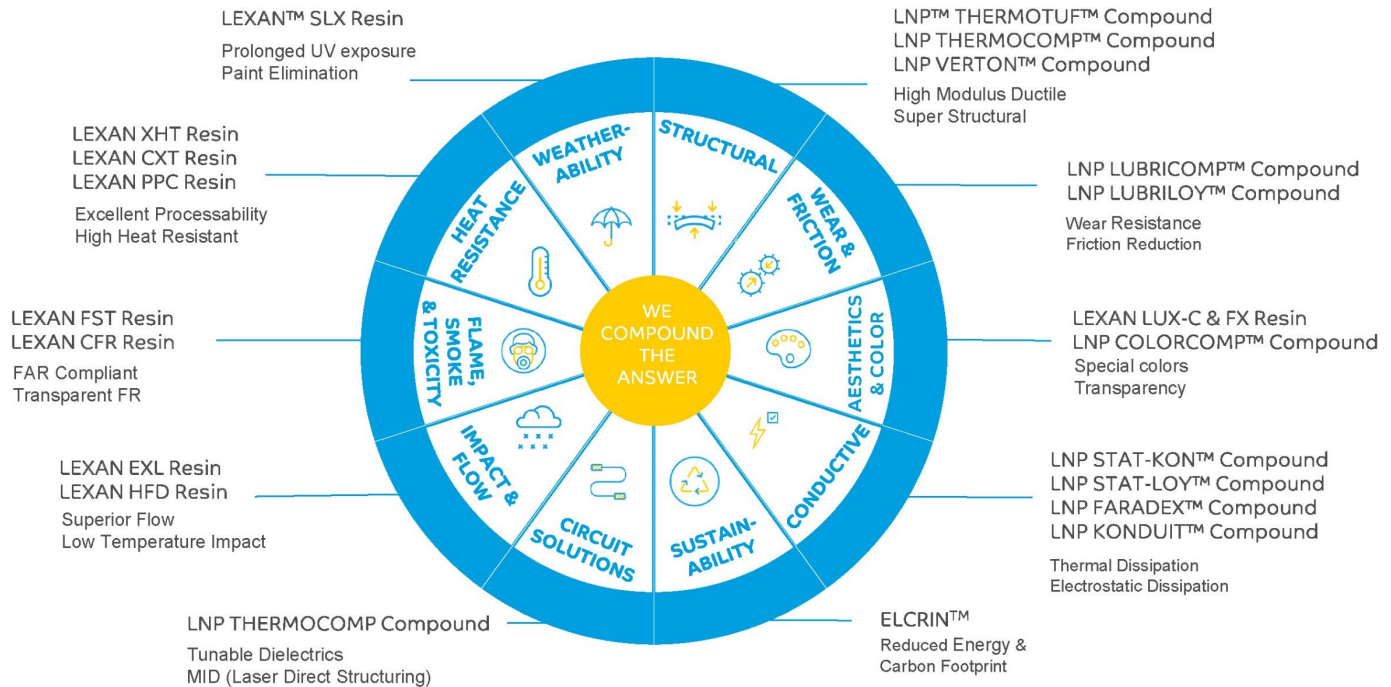 LEXAN™ SLX Resin
Prolonged UV exposure
Paint Elimination
LNP™ THERMOTUF™ Compound
LNP THERMOCOMP™ Compound
LNP VERTON™ Compound
High Modulus Ductile
Super Structural
LEXAN XHT Resin
LEXAN CXT Resin
LEXAN PPC Resin
Excellent Processability
High Heat Resistant
LNP LUBRICOMP™ Compound
LNP LUBRILOY™ Compound
Wear Resistance
Friction Reduction
LEXAN FST Resin
LEXAN CFR Resin
FAR Compliant
Transparent FR
LEXAN LUX-C & FX Resin
LNP COLORCOMP™ Compound
Special colors
Transparency
LEXAN EXL Resin
LEXAN HFD Resin
Superior Flow
Low Temperature Impact
LNP STAT-KON™ Compound
LNP STAT-LOY™ Compound
LNP FARADEX™ Compound
LNP KONDUIT™ Compound
Thermal Dissipation
Electrostatic Dissipation
LNP THERMOCOMP Compound
Tunable Dielectrics
MID (Laser Direct Structuring)
ELCRIN™
Reduced Energy &
Carbon Footprint
WEATHER-
ABILITY
STRUCTURAL
WEAR &
FRICTION
AESTHETICS
& COLOR
CONDUCTIVE
SUSTAIN-
ABILITY
CIRCUIT
SOLUTIONS
IMPACT &
FLOW
FLAME,
SMOKE
& TOXICITY
HEAT
RESISTANCE
WE
COMPOUND
THE
ANSWER